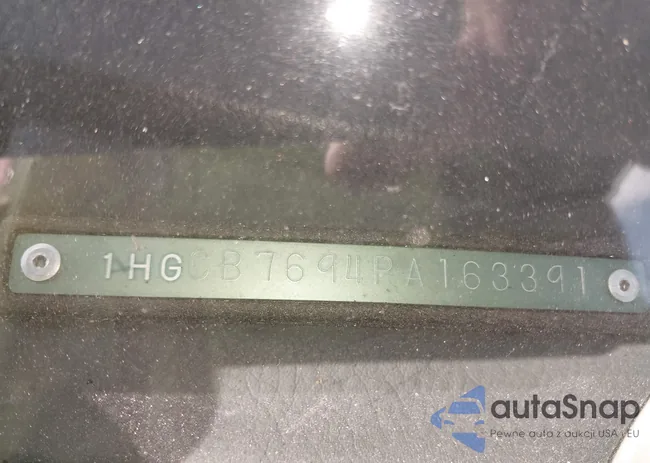 1HGCB7694PA163391
autaSnap
Pewne auta z aukcji USA i EU